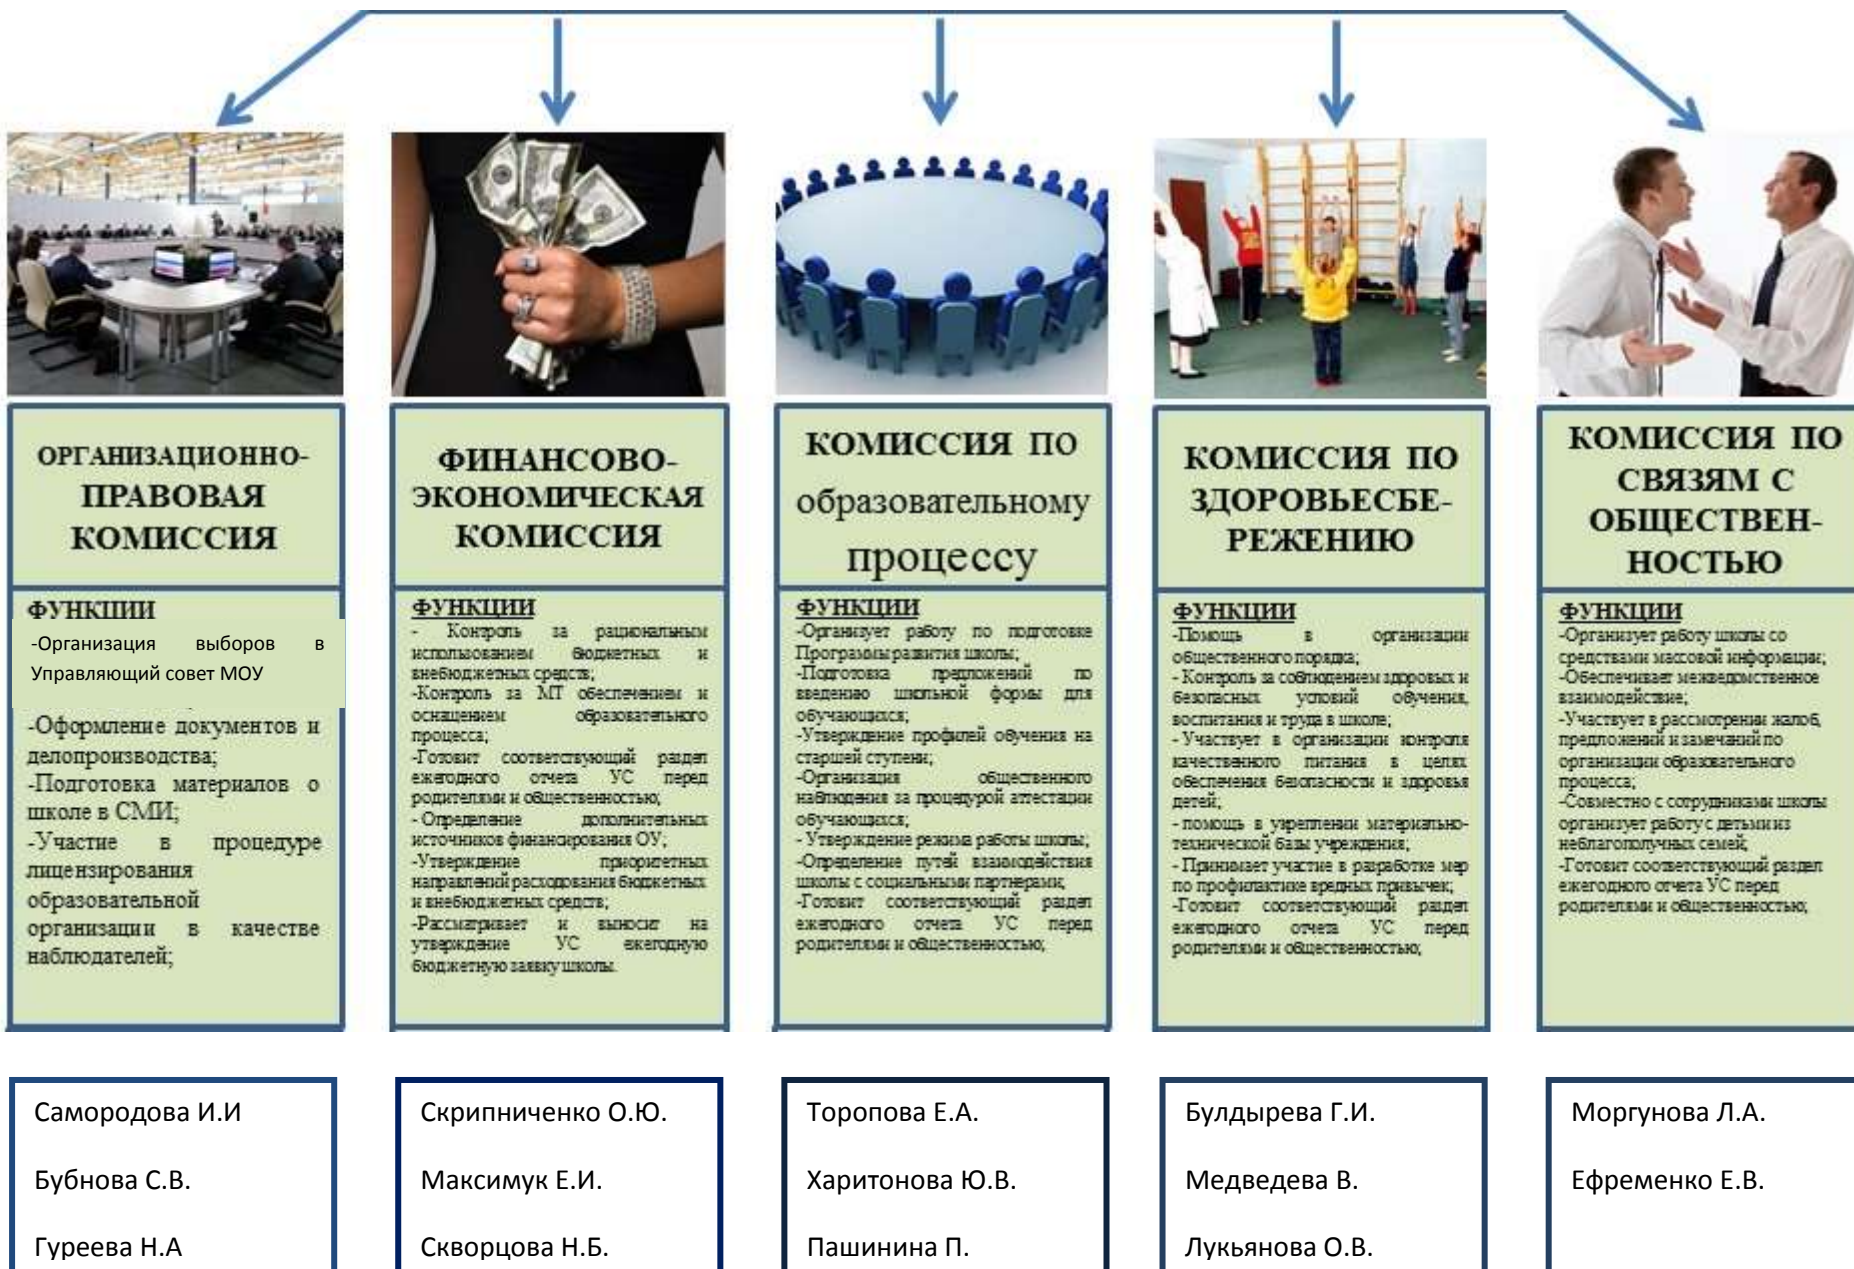 ОРГАНИЗАЦИОННО-
ПРАВОВАЯ
КОМИССИЯ
ФУНКЦИИ
-Организация выборов в
Управляющий совет МОУ
-Оформление документов и
делопроизводства;
-Подготовка материалов о
школе в СМИ;
-Участие в процедуре
лицензирования
образовательной
организации в качестве
наблюдателей;
Самородова И.И
Бубнова С.В.
Гуреева Н.А
ФИНАНСОВО-
ЭКОНОМИЧЕСКАЯ
КОМИССИЯ
ФУНКЦИИ
- Контроль за рациональным
использованием бюджетных и
внебюджетных средств;
-Контроль за МТ обеспечением и
оснащением образовательного
процесса;
-Готовит соответствующий раздел
ежегодного отчета УС перед
родителями и общественностью;
- Определение дополнительных
источников финансирования ОУ;
-Утверждение приоритетных
направлений расходования бюджетных
и внебюджетных средств;
-Рассматривает и выносит на
утверждение УС ежегодную
бюджетную заявку школы.
Скрипниченко О.Ю.
Максимук Е.И.
Скворцова Н.Б.
КОМИССИЯ ПО
образовательному
процессу
ФУНКЦИИ
-Организует работу по подготовке
Программы развития школы;
-Подготовка предложений по
введению школьной формы для
обучающихся;
-Утверждение профилей обучения на
старшей ступени;
-Организация общественного
наблюдения за процедурой аттестации
обучающихся;
- Утверждение режима работы школы;
-Определение путей взаимодействия
школы с социальными партнерами;
-Готовит соответствующий раздел
ежегодного отчета УС перед
родителями и общественностью;
Торопова Е.А.
Харитонова Ю.В.
Пашинина П.
КОМИССИЯ ПО
ЗДОРОВЬЕСБЕ-
РЕЖЕНИЮ
ФУНКЦИИ
-Помощь в организации
общественного порядка;
- Контроль за соблюдением здоровых и
безопасных условий обучения,
воспитания и труда в школе;
- Участвует в организации контроля
качественного питания в целях
обеспечения безопасности и здоровья
детей;
- помощь в укреплении материально-
технической базы учреждения;
- Принимает участие в разработке мер
по профилактике вредных привычек;
-Готовит соответствующий раздел
ежегодного отчета УС перед
родителями и общественностью;
Булдырева Г.И.
Медведева В.
Лукьянова О.В.
КОМИССИЯ ПО
СВЯЗЯМ С
ОБЩЕСТВЕН-
НОСТЬЮ
ФУНКЦИИ
-Организует работу школы со
средствами массовой информации;
-Обеспечивает межведомственное
взаимодействие;
-Участвует в рассмотрении жалоб,
предложений и замечаний по
организации образовательного
процесса;
-Совместно с сотрудниками школы
организует работу с детьми из
неблагополучных семей;
-Готовит соответствующий раздел
ежегодного отчета УС перед
родителями и общественностью;
Моргунова Л.А.
Ефременко Е.В.